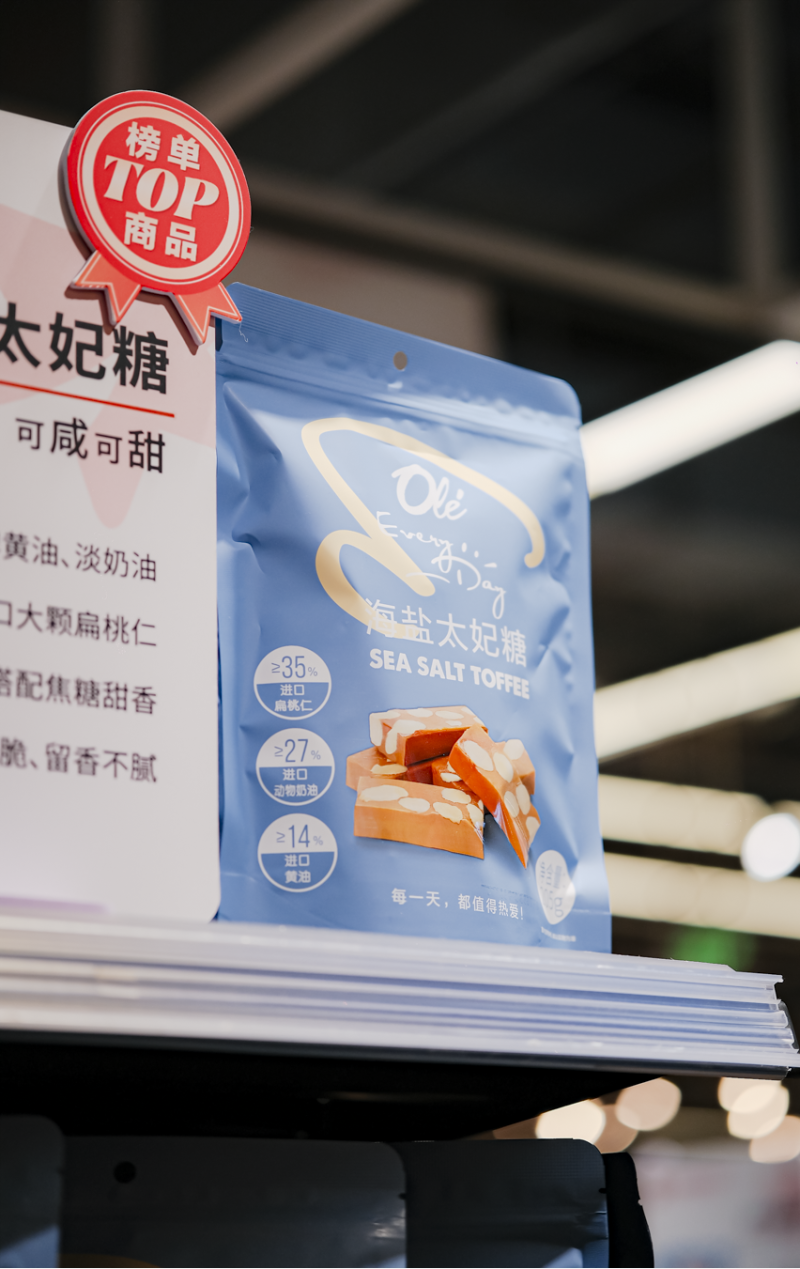 榜单
TOP
商品
太妃糖
可咸可甜
黄油、淡奶油
口大颗扁桃仁
搭配焦糖甜香
脆、留香不腻
Olé
Every
Day
海盐太妃糖
SEA SALT TOFFEE
≥35%
进口
扁桃仁
≥27%
进口
动物奶油
≥14%
进口
黄油
每一天，都值得热爱！